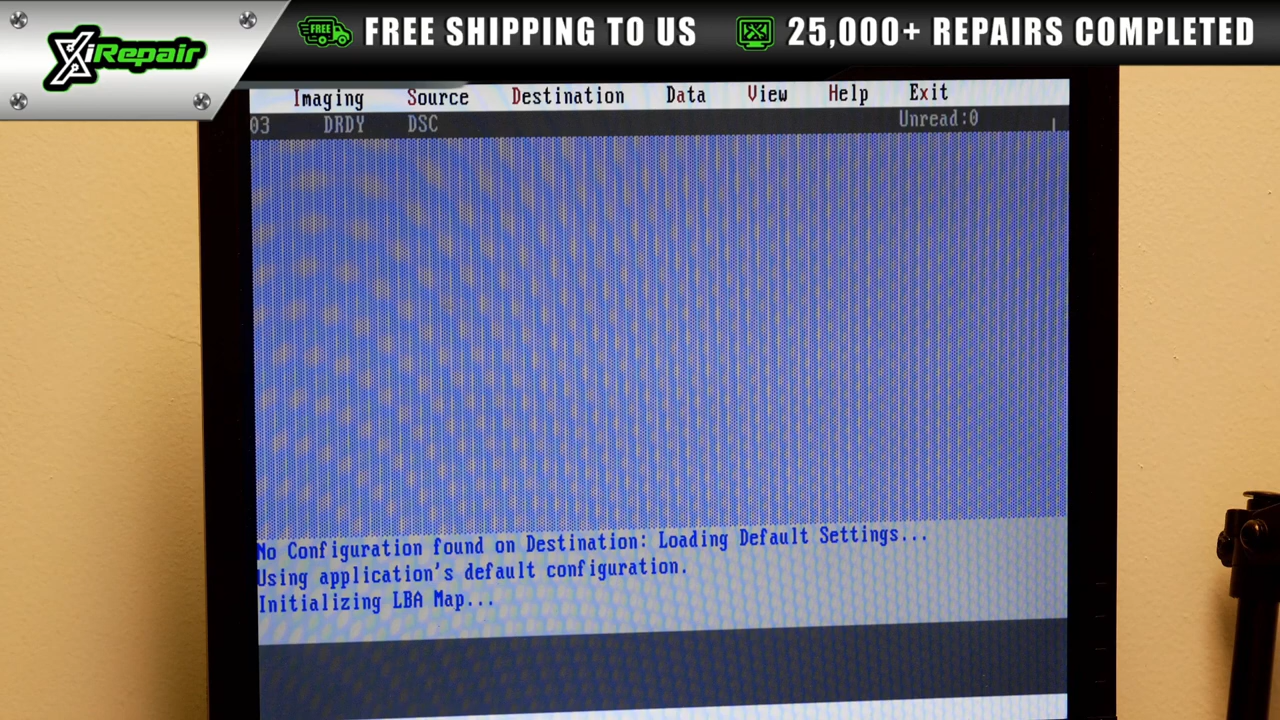 XiRepair
FREE
FREE SHIPPING TO US
25,000+ REPAIRS COMPLETED
Imaging Source Destination Data View Help Exit
03 DRDY DSC Unread:0
No Configuration found on Destination: Loading Default Settings...
Using application's default configuration.
Initializing LBA Map...